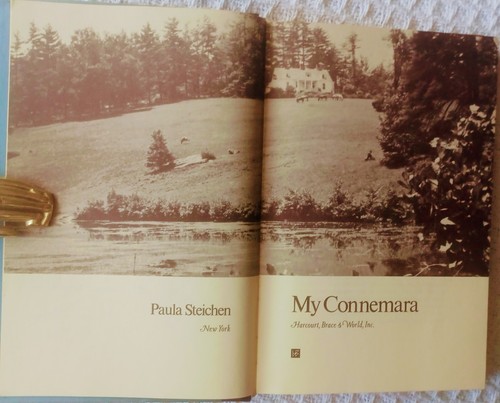 Paula Steichen
New York
My Connemara
Harcourt, Brace & World, Inc.